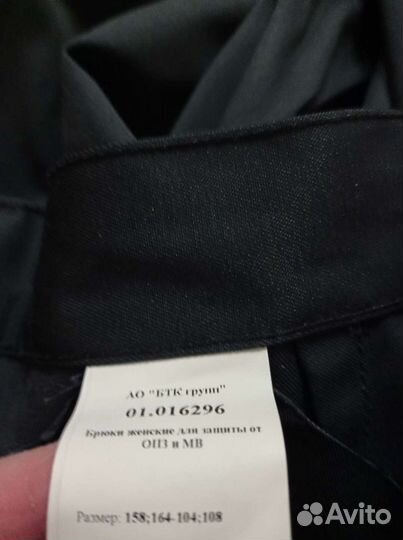 АО "БТК групп"
01.016296
Брюки женские для защиты от
ОПЗ и МВ
Размер: 158;164-104;108
Avito